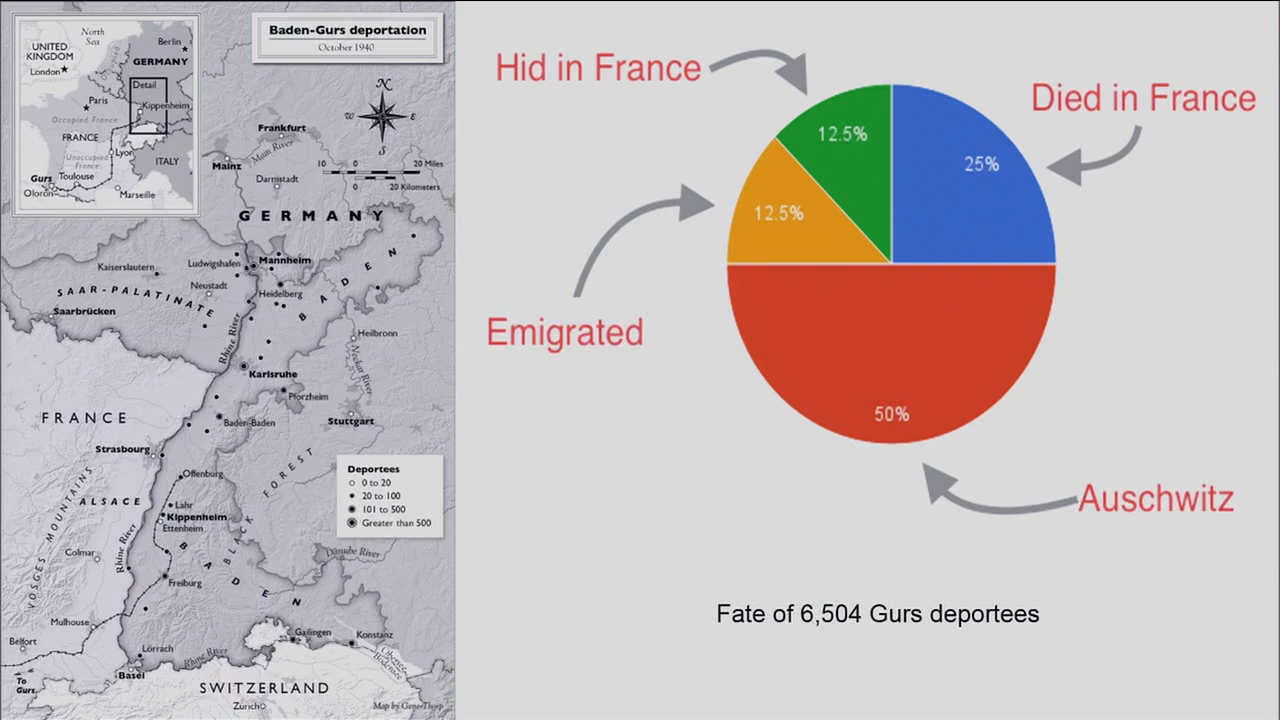 Baden-Gurs deportation
October 1940
North
Sea
UNITED
KINGDOM
London
Berlin
GERMANY
Detail
Kippenheim
Paris
Occupied France
FRANCE
Unoccupied
France
Lyon
ITALY
Gurs
Toulouse
Oloron
Marseille
N
W
E
S
Frankfurt
Main River
Mainz
Darmstadt
10 0 20 Miles
0 20 Kilometers
GERMANY
Kaiserslautern
Ludwigshafen
Mannheim
Neustadt
Heidelberg
BADEN
SAAR-PALATINATE
Saarbrücken
Rhine River
Heilbronn
Neckar River
Karlsruhe
Pforzheim
FRANCE
Baden-Baden
Stuttgart
Strasbourg
Offenburg
BLACK FOREST
VOSGES MOUNTAINS
ALSACE
Lahr
Kippenheim
Ettenheim
Deportees
0 to 20
20 to 100
101 to 500
Greater than 500
Colmar
Rhine River
Danube River
BADEN
Freiburg
Mulhouse
Belfort
Gailingen
Konstanz
Lörrach
Rhine River
Basel
To
Gurs
SWITZERLAND
Zurich
Hid in France
Died in France
12.5%
25%
12.5%
Emigrated
50%
Auschwitz
Fate of 6,504 Gurs deportees